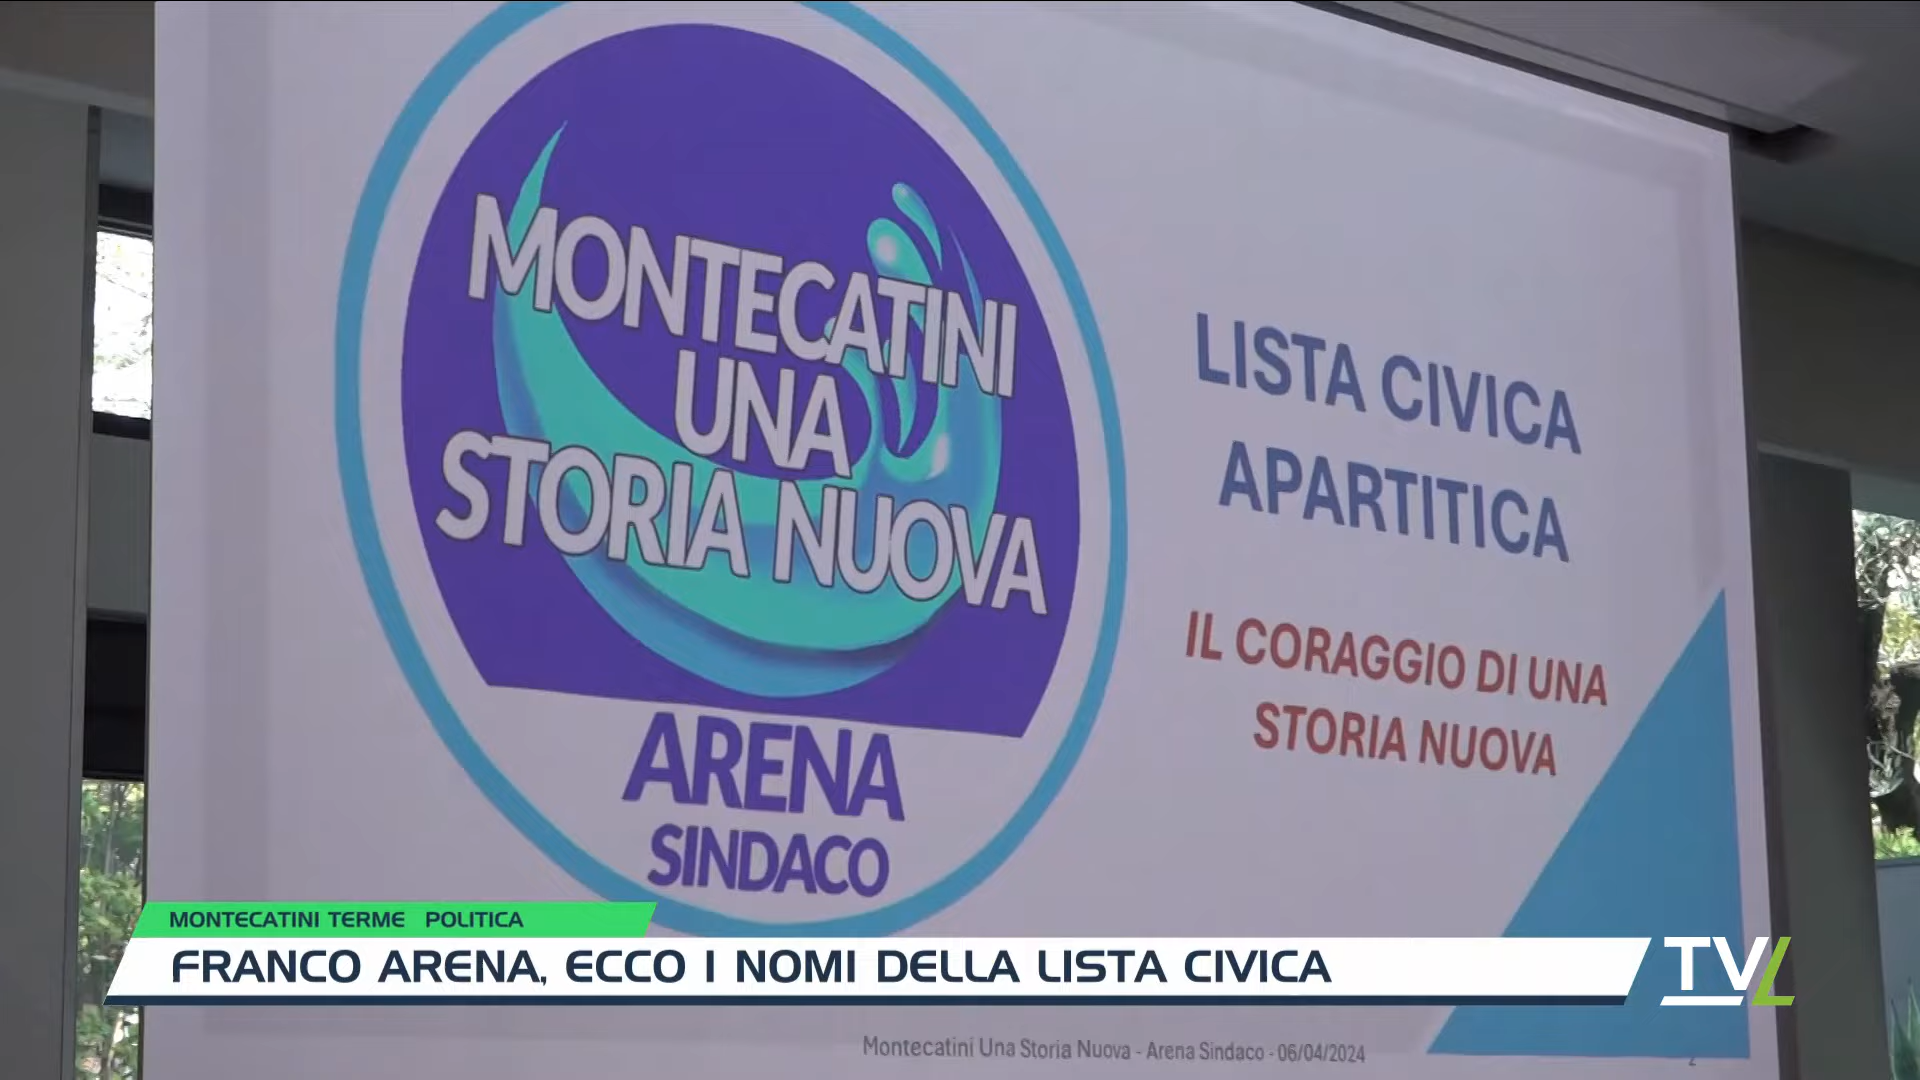 MONTECATINI
UNA
STORIA NUOVA
ARENA
SINDACO
LISTA CIVICA
APARTITICA
IL CORAGGIO DI UNA
STORIA NUOVA
MONTECATINI TERME POLITICA
FRANCO ARENA, ECCO I NOMI DELLA LISTA CIVICA
TVL
Montecatini Una Storia Nuova - Arena Sindaco - 06/04/2024
2